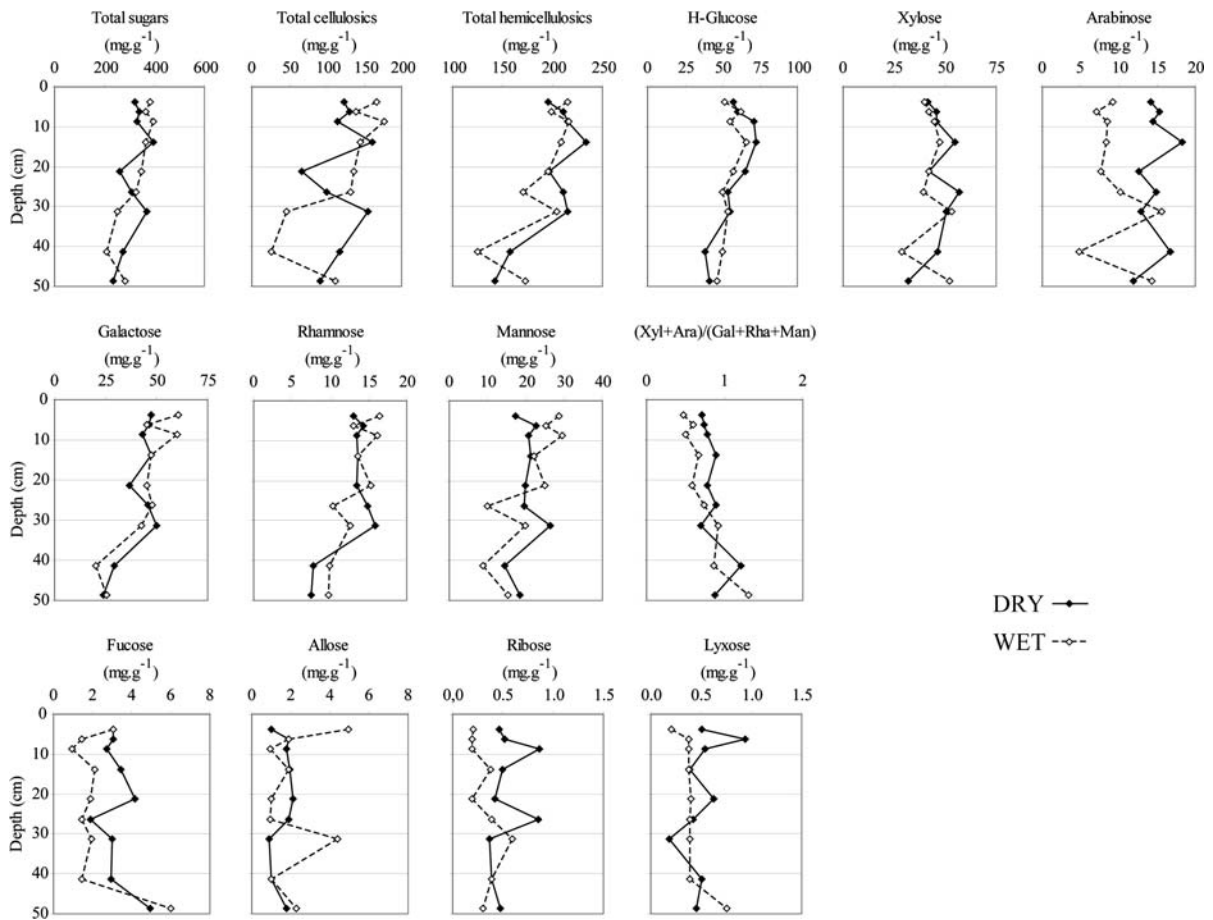 Total sugars Total cellulosics Total hemicellulosics H-Glucose Xylose Arabinose
(mg.g-1) (mg.g-1) (mg.g-1) (mg.g-1) (mg.g-1) (mg.g-1)
0 200 400 600 0 50 100 150 200 100 150 200 250 0 25 50 75 100 0 25 50 75 0 5 10 15 20
0
10
20
30
40
50
Depth (cm)
Galactose Rhamnose Mannose (Xyl+Ara)/(Gal+Rha+Man)
(mg.g-1) (mg.g-1) (mg.g-1)
0 25 50 75 0 5 10 15 20 0 10 20 30 40 0 1 2
0
10
20
30
40
50
Depth (cm)
DRY
WET
Fucose Allose Ribose Lyxose
(mg.g-1) (mg.g-1) (mg.g-1) (mg.g-1)
0 2 4 6 8 0 2 4 6 8 0,0 0.5 1.0 1.5 0.0 0.5 1.0 1.5
0
10
20
30
40
50
Depth (cm)